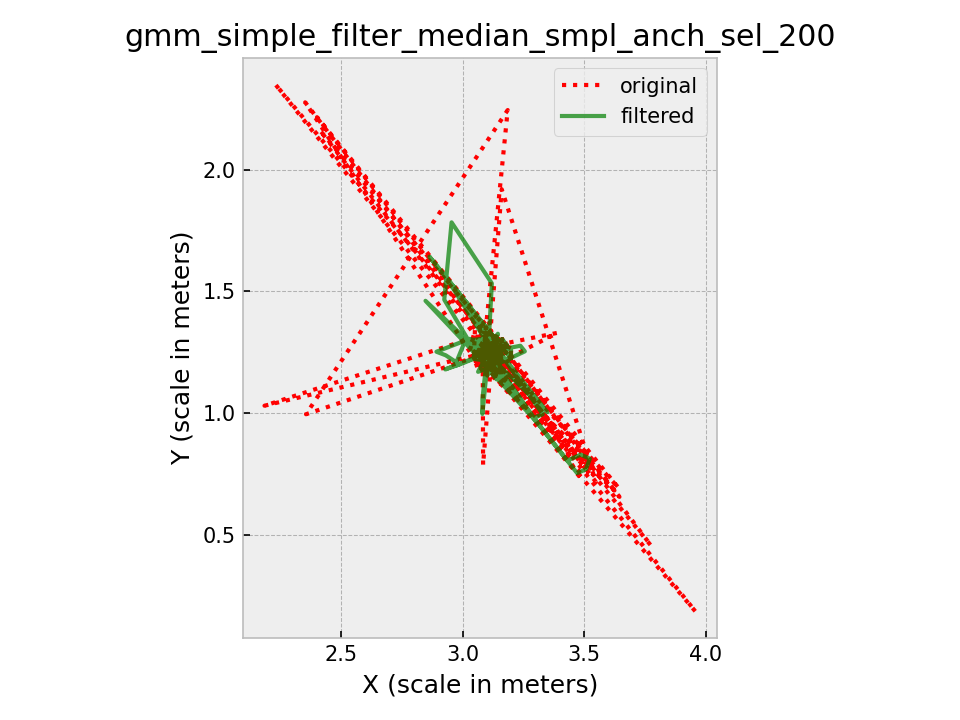 gmm_simple_filter_median_smpl_anch_sel_200
original
filtered
2.0
1.5
1.0
0.5
Y (scale in meters)
2.5 3.0 3.5 4.0
X (scale in meters)